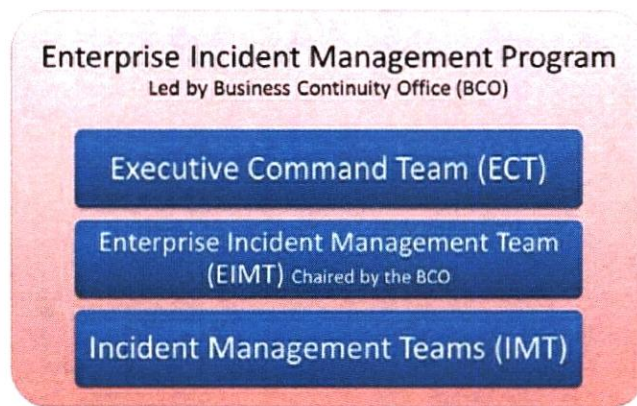 Enterprise Incident Management Program
Led by Business Continuity Office (BCO)
Executive Command Team (ECT)
Enterprise Incident Management Team
(EIMT) Chaired by the BCO
Incident Management Teams (IMT)